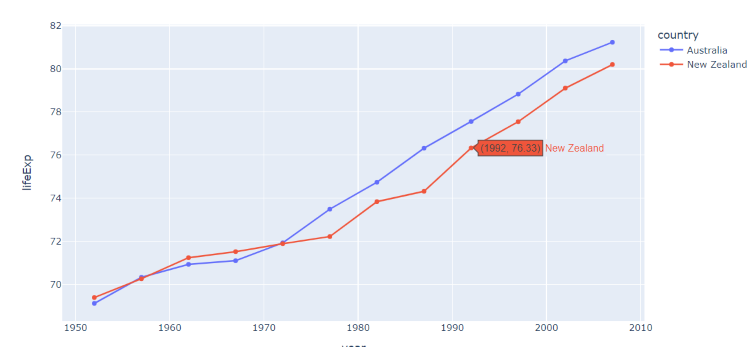 82
80
78
76
74
72
70
lifeExp
1950
1960
1970
1980
1990
2000
2010
year
country
Australia
New Zealand
(1992, 76.33) New Zealand